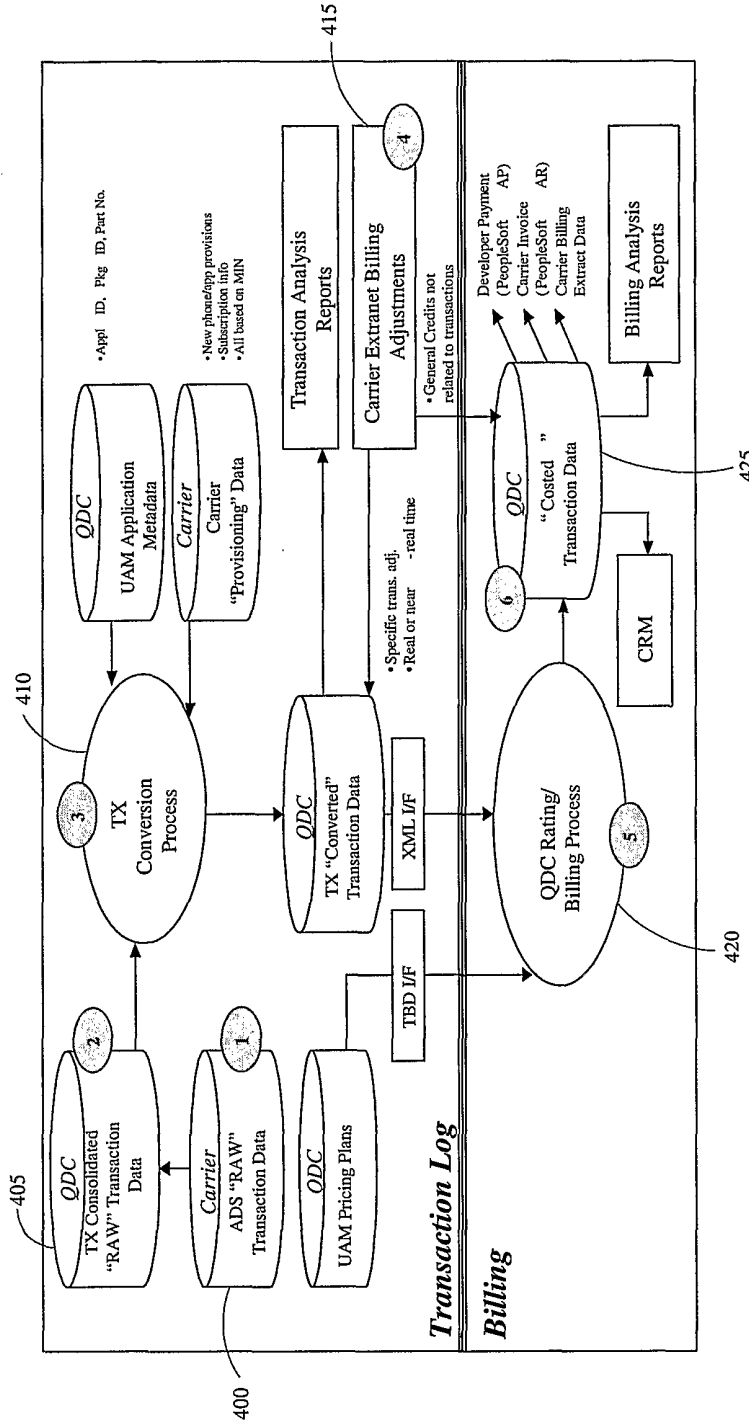 405
QDC
TX Consolidated
“RAW” Transaction
Data
2
400
Carrier
ADS “RAW”
Transaction Data
1
QDC
UAM Pricing Plans
410
3
TX
Conversion
Process
QDC
UAM Application
Metadata
• Appl ID, Pkg ID, Part No.
Carrier
Carrier
“Provisioning” Data
• New phone/app provisions
• Subscription info
• All based on MIN
QDC
TX “Converted”
Transaction Data
Transaction Analysis
Reports
415
Carrier Extranet Billing
Adjustments
4
• Specific trans. adj.
• Real or near -real time
• General Credits not
related to transactions
TBD I/F
XML I/F
Transaction Log
Billing
QDC Rating/
Billing Process
5
420
6
QDC
“Costed ”
Transaction Data
425
Developer Payment
(PeopleSoft AP)
Carrier Invoice
(PeopleSoft AR)
Carrier Billing
Extract Data
CRM
Billing Analysis
Reports